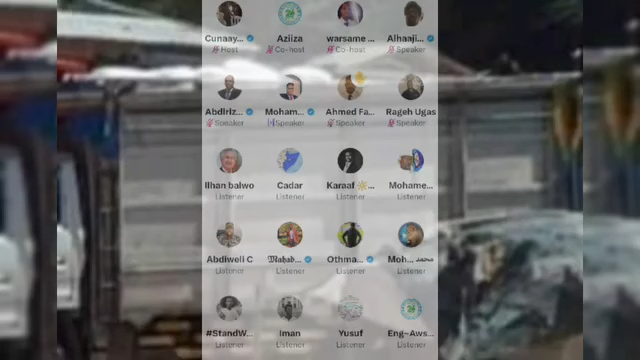 Cunaay... Aziiza warsame ... Alhaaji...
Host Co-host Co-host Speaker
Abdiriz... Moham... Ahmed Fa... Rageh Ugas
Speaker Speaker Speaker Speaker
Ilhan balwo Cadar Karaaf ☀️... Mohame...
Listener Listener Listener Listener
Abdiweli C 𝔐𝔞𝔥𝔞𝔡... Othma... Moh...
Listener Listener Listener Listener
#StandW... Iman Yusuf Eng~Aws...
Listener Listener Listener Listener